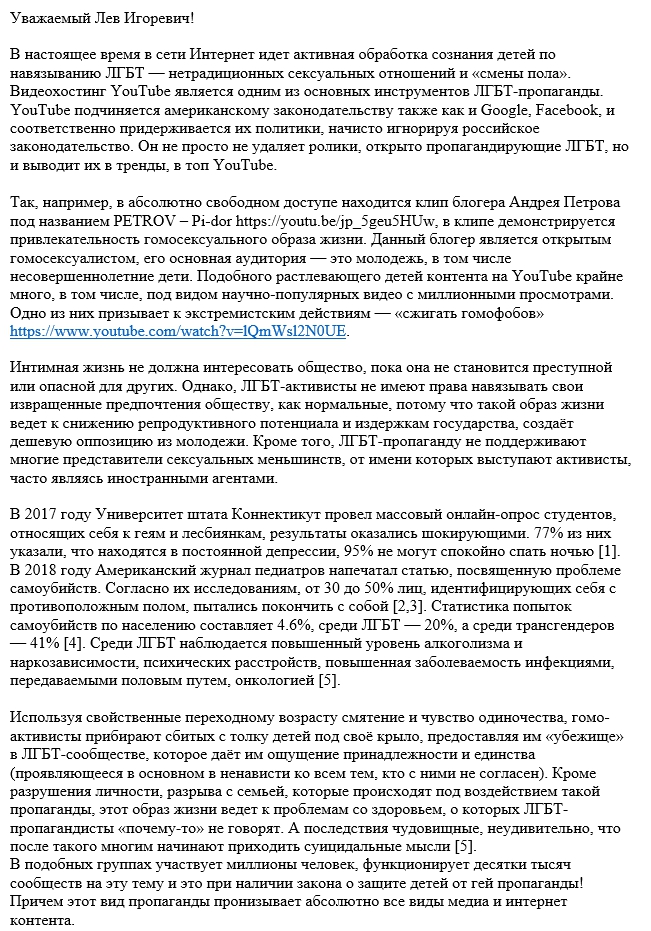 Уважаемый Лев Игоревич!
В настоящее время в сети Интернет идет активная обработка сознания детей по
навязыванию ЛГБТ — нетрадиционных сексуальных отношений и «смены пола».
Видеохостинг YouTube является одним из основных инструментов ЛГБТ-пропаганды.
YouTube подчиняется американскому законодательству также как и Google, Facebook, и
соответственно придерживается их политики, начисто игнорируя российское
законодательство. Он не просто не удаляет ролики, открыто пропагандирующие ЛГБТ, но
и выводит их в тренды, в топ YouTube.
Так, например, в абсолютно свободном доступе находится клип блогера Андрея Петрова
под названием PETROV – Pi-dor https://youtu.be/jp_5geu5HUw, в клипе демонстрируется
привлекательность гомосексуального образа жизни. Данный блогер является открытым
гомосексуалистом, его основная аудитория — это молодежь, в том числе
несовершеннолетние дети. Подобного растлевающего детей контента на YouTube крайне
много, в том числе, под видом научно-популярных видео с миллионными просмотрами.
Одно из них призывает к экстремистским действиям — «сжигать гомофобов»
https://www.youtube.com/watch?v=lQmWsl2N0UE.
Интимная жизнь не должна интересовать общество, пока она не становится преступной
или опасной для других. Однако, ЛГБТ-активисты не имеют права навязывать свои
извращенные предпочтения обществу, как нормальные, потому что такой образ жизни
ведет к снижению репродуктивного потенциала и издержкам государства, создаёт
дешевую оппозицию из молодежи. Кроме того, ЛГБТ-пропаганду не поддерживают
многие представители сексуальных меньшинств, от имени которых выступают активисты,
часто являясь иностранными агентами.
В 2017 году Университет штата Коннектикут провел массовый онлайн-опрос студентов,
относящих себя к геям и лесбиянкам, результаты оказались шокирующими. 77% из них
указали, что находятся в постоянной депрессии, 95% не могут спокойно спать ночью [1].
В 2018 году Американский журнал педиатров напечатал статью, посвященную проблеме
самоубийств. Согласно их исследованиям, от 30 до 50% лиц, идентифицирующих себя с
противоположным полом, пытались покончить с собой [2,3]. Статистика попыток
самоубийств по населению составляет 4.6%, среди ЛГБТ — 20%, а среди трансгендеров
— 41% [4]. Среди ЛГБТ наблюдается повышенный уровень алкоголизма и
наркозависимости, психических расстройств, повышенная заболеваемость инфекциями,
передаваемыми половым путем, онкологией [5].
Используя свойственные переходному возрасту смятение и чувство одиночества, гомо-
активисты прибирают сбитых с толку детей под своё крыло, предоставляя им «убежище»
в ЛГБТ-сообществе, которое даёт им ощущение принадлежности и единства
(проявляющееся в основном в ненависти ко всем тем, кто с ними не согласен). Кроме
разрушения личности, разрыва с семьей, которые происходят под воздействием такой
пропаганды, этот образ жизни ведет к проблемам со здоровьем, о которых ЛГБТ-
пропагандисты «почему-то» не говорят. А последствия чудовищные, неудивительно, что
после такого многим начинают приходить суицидальные мысли [5].
В подобных группах участвует миллионы человек, функционирует десятки тысяч
сообществ на эту тему и это при наличии закона о защите детей от гей пропаганды!
Причем этот вид пропаганды пронизывает абсолютно все виды медиа и интернет
контента.